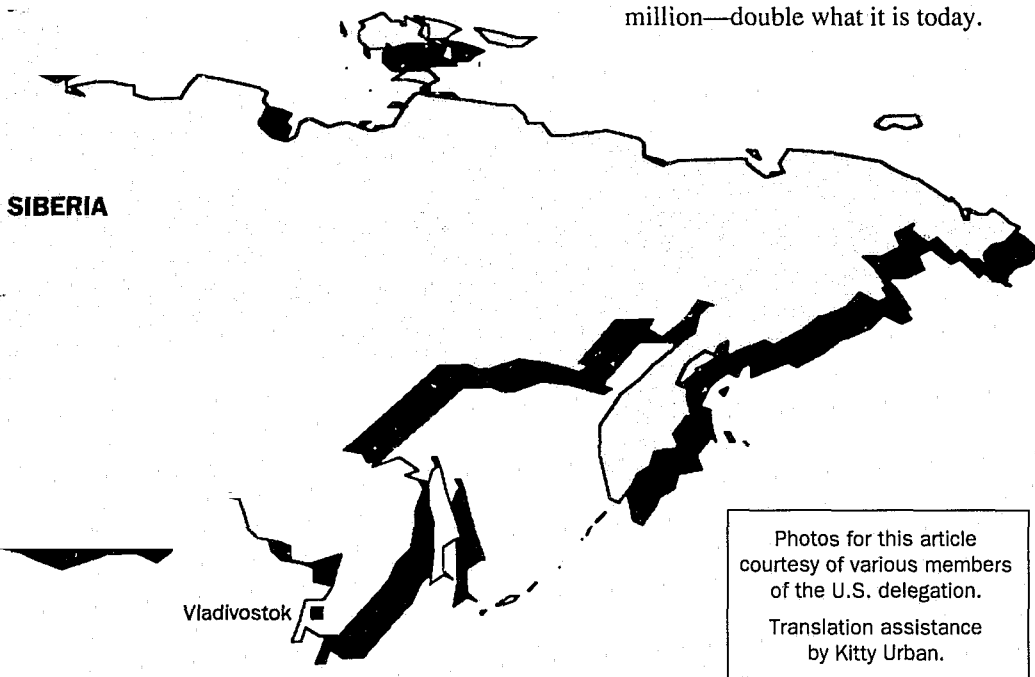 million—double what it is today.
SIBERIA
Vladivostok
Photos for this article
courtesy of various members
of the U.S. delegation.
Translation assistance
by Kitty Urban.